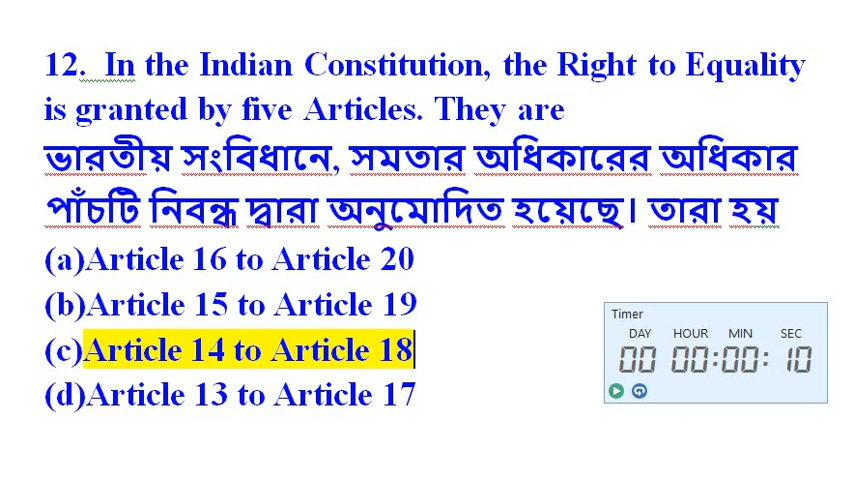 12. In the Indian Constitution, the Right to Equality
is granted by five Articles. They are
ভারতীয় সংবিধানে, সমতার অধিকারের অধিকার
পাঁচটি নিবন্ধ দ্বারা অনুমোদিত হয়েছে। তারা হয়
(a)Article 16 to Article 20
(b)Article 15 to Article 19
(c)Article 14 to Article 18
(d)Article 13 to Article 17
Timer
DAY HOUR MIN SEC
00 00:00: 10